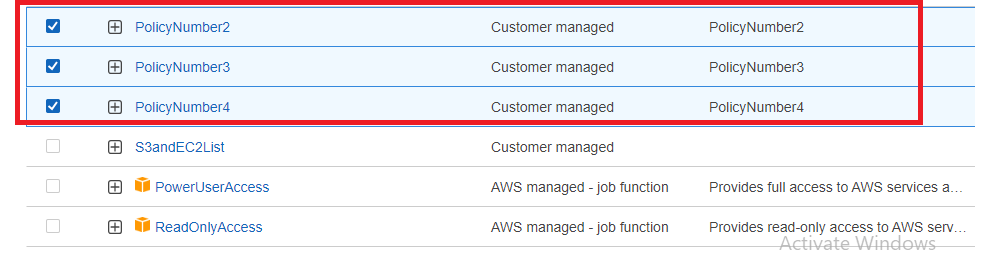 PolicyNumber2 Customer managed PolicyNumber2
PolicyNumber3 Customer managed PolicyNumber3
PolicyNumber4 Customer managed PolicyNumber4
S3andEC2List Customer managed
PowerUserAccess AWS managed - job function Provides full access to AWS services a…
ReadOnlyAccess AWS managed - job function Provides read-only access to AWS serv…
Activate Windows